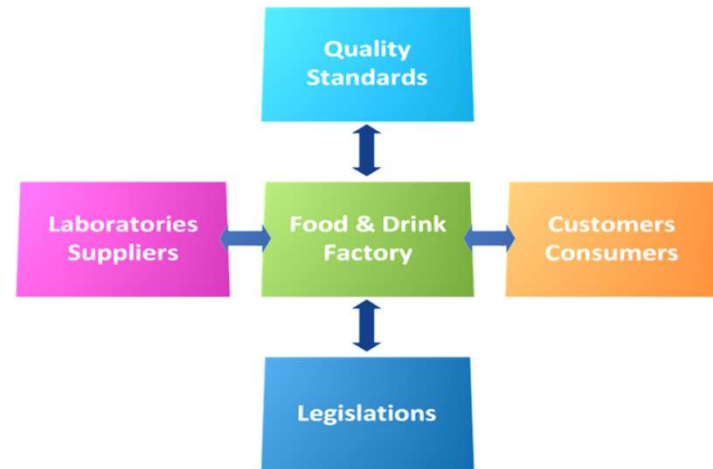 Quality
Standards
Laboratories
Suppliers
Food & Drink
Factory
Customers
Consumers
Legislations